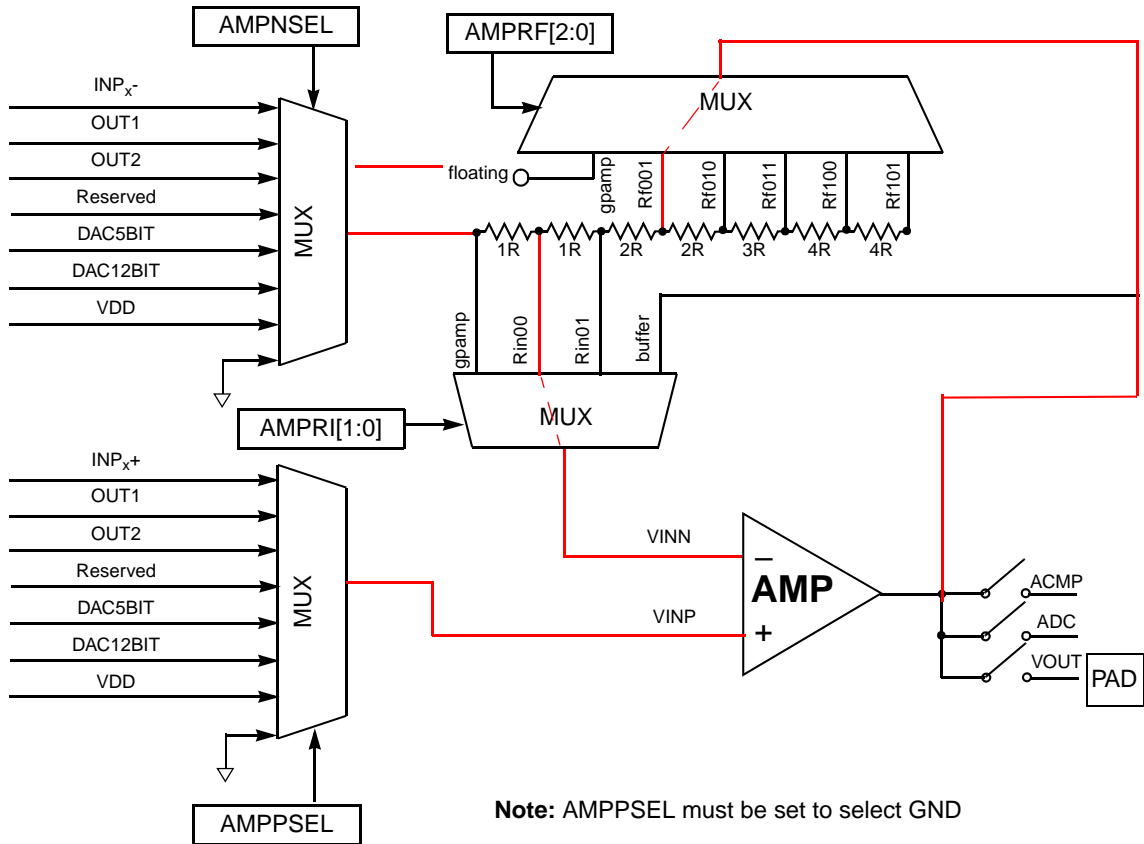 AMPNSEL
AMPRF[2:0]
INPx-
OUT1
OUT2
Reserved
DAC5BIT
DAC12BIT
VDD
MUX
MUX
floating
gpamp
Rf001
Rf010
Rf011
Rf100
Rf101
1R
1R
2R
2R
3R
4R
4R
gpamp
Rin00
Rin01
buffer
MUX
AMPRI[1:0]
INPx+
OUT1
OUT2
Reserved
DAC5BIT
DAC12BIT
VDD
MUX
VINN
VINP
−
AMP
+
ACMP
ADC
VOUT
PAD
AMPPSEL
Note: AMPPSEL must be set to select GND